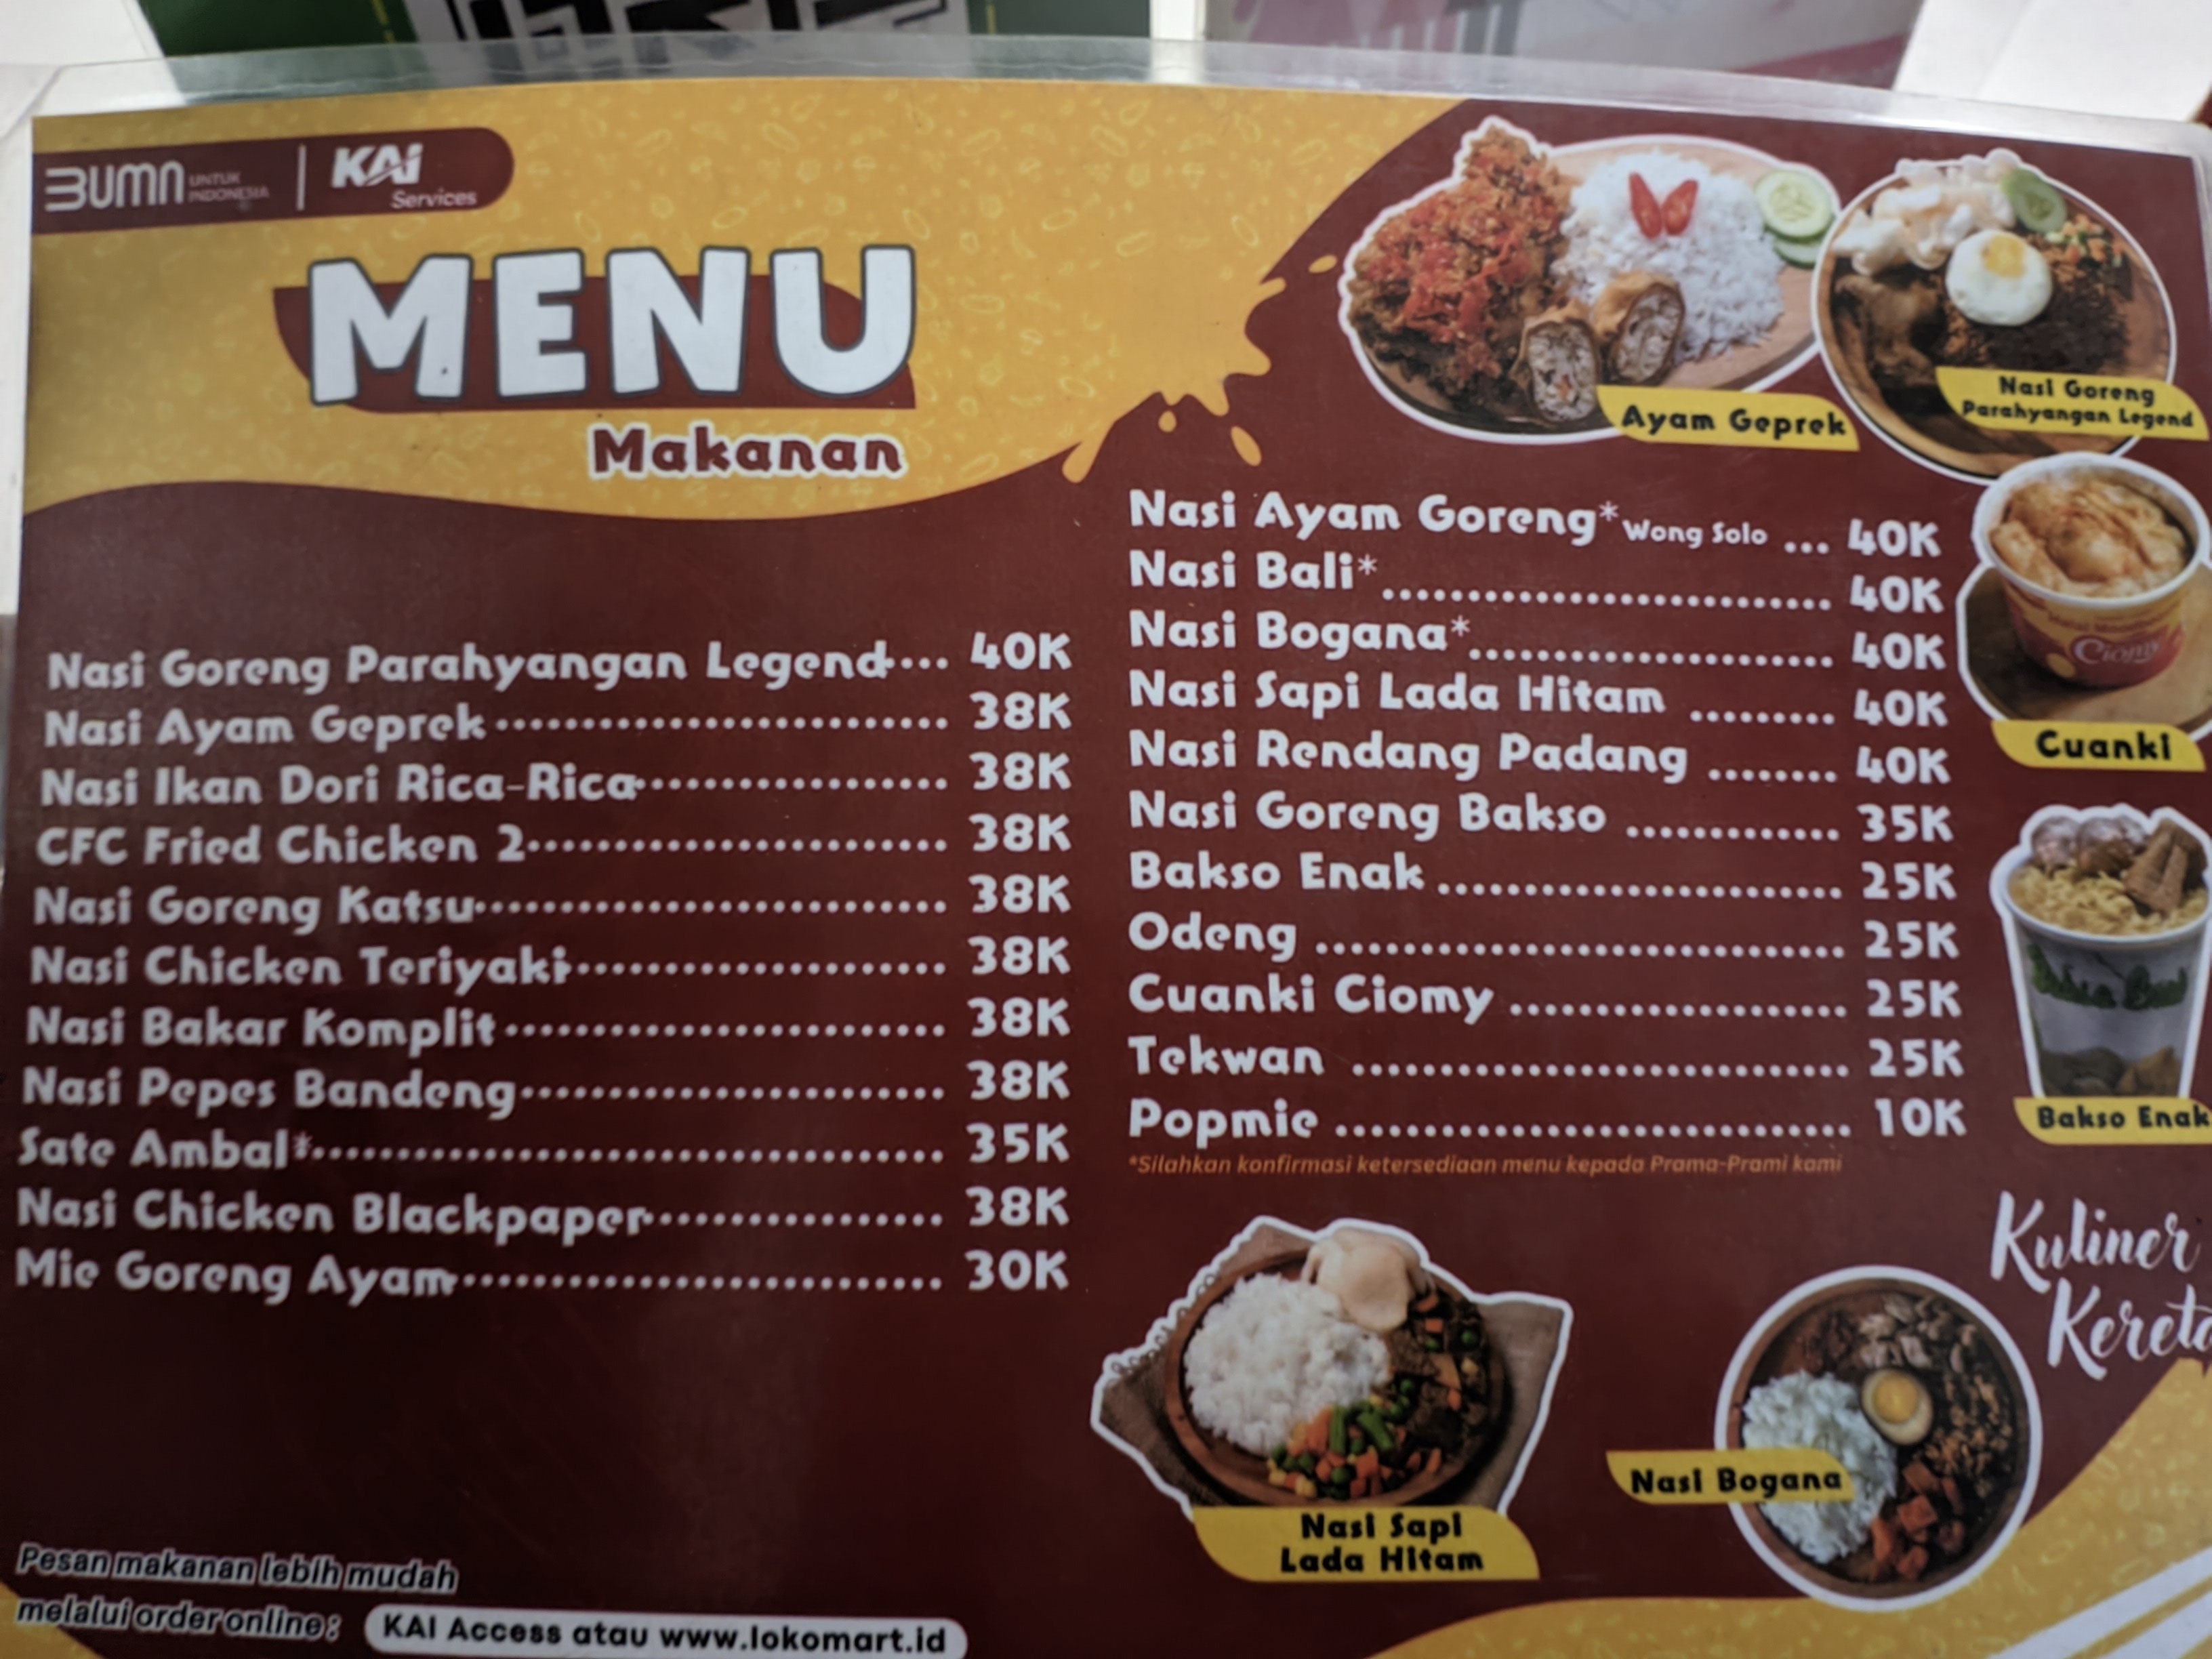 BUMN UNTUK INDONESIA | KAI Services
MENU
Makanan
Nasi Goreng Parahyangan Legend... 40K
Nasi Ayam Geprek 38K
Nasi Ikan Dori Rica-Rica 38K
CFC Fried Chicken 2 38K
Nasi Goreng Katsu 38K
Nasi Chicken Teriyaki 38K
Nasi Bakar Komplit 38K
Nasi Pepes Bandeng 38K
Sate Ambal* 35K
Nasi Chicken Blackpaper 38K
Mie Goreng Ayam 30K
Pesan makanan lebih mudah
melalui order online: KAI Access atau www.lokomart.id
Ayam Geprek
Nasi Goreng
Parahyangan Legend
Nasi Ayam Goreng* Wong Solo ... 40K
Nasi Bali* 40K
Nasi Bogana* 40K
Nasi Sapi Lada Hitam 40K
Nasi Rendang Padang 40K
Nasi Goreng Bakso 35K
Bakso Enak 25K
Odeng 25K
Cuanki Ciomy 25K
Tekwan 25K
Popmie 10K
*Silahkan konfirmasi ketersediaan menu kepada Prama-Prami kami
Ciomy
Cuanki
Bakso Enak
Kuliner
Nasi Sapi
Lada Hitam
Nasi Bogana